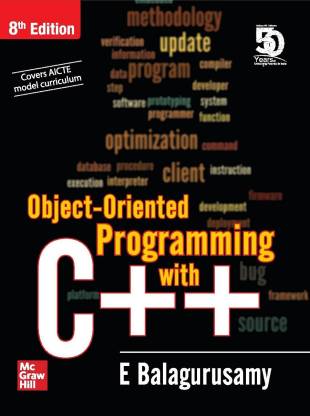 8th Edition
methodology
verification
update
50
Years
information
compiler
data
program
step
developer
software
prototyping
system
programmer
function
Covers AICTE
model curriculum
optimization
command
database
procedure
client
instruction
execution
interpreter
firmware
Object-Oriented
development
deployment
Programming
with
C++
bug
platform
framework
source
Mc
Graw
Hill
E Balagurusamy